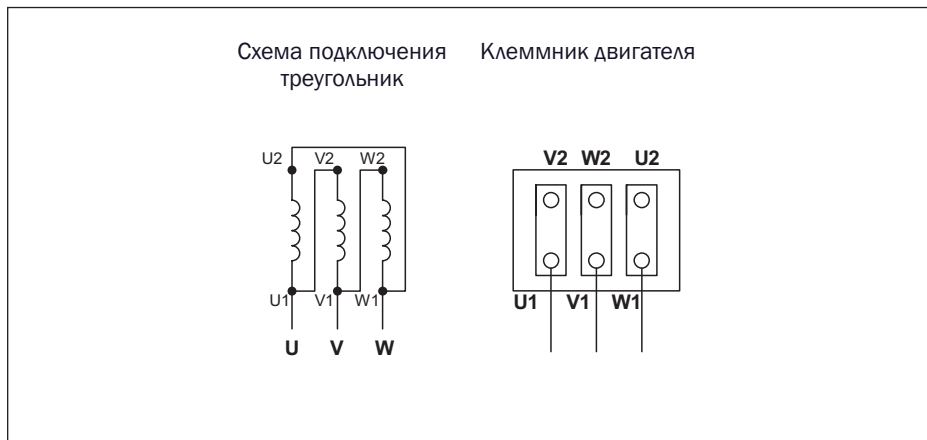 Схема подключения
треугольник
Клеммник двигателя
U2 V2 W2
U1 V1 W1
U V W
V2 W2 U2
U1 V1 W1